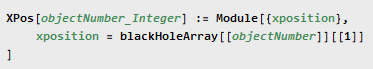 XPos[objectNumber_Integer] := Module[{xposition},
xposition = blackHoleArray[[objectNumber]][[1]]
]